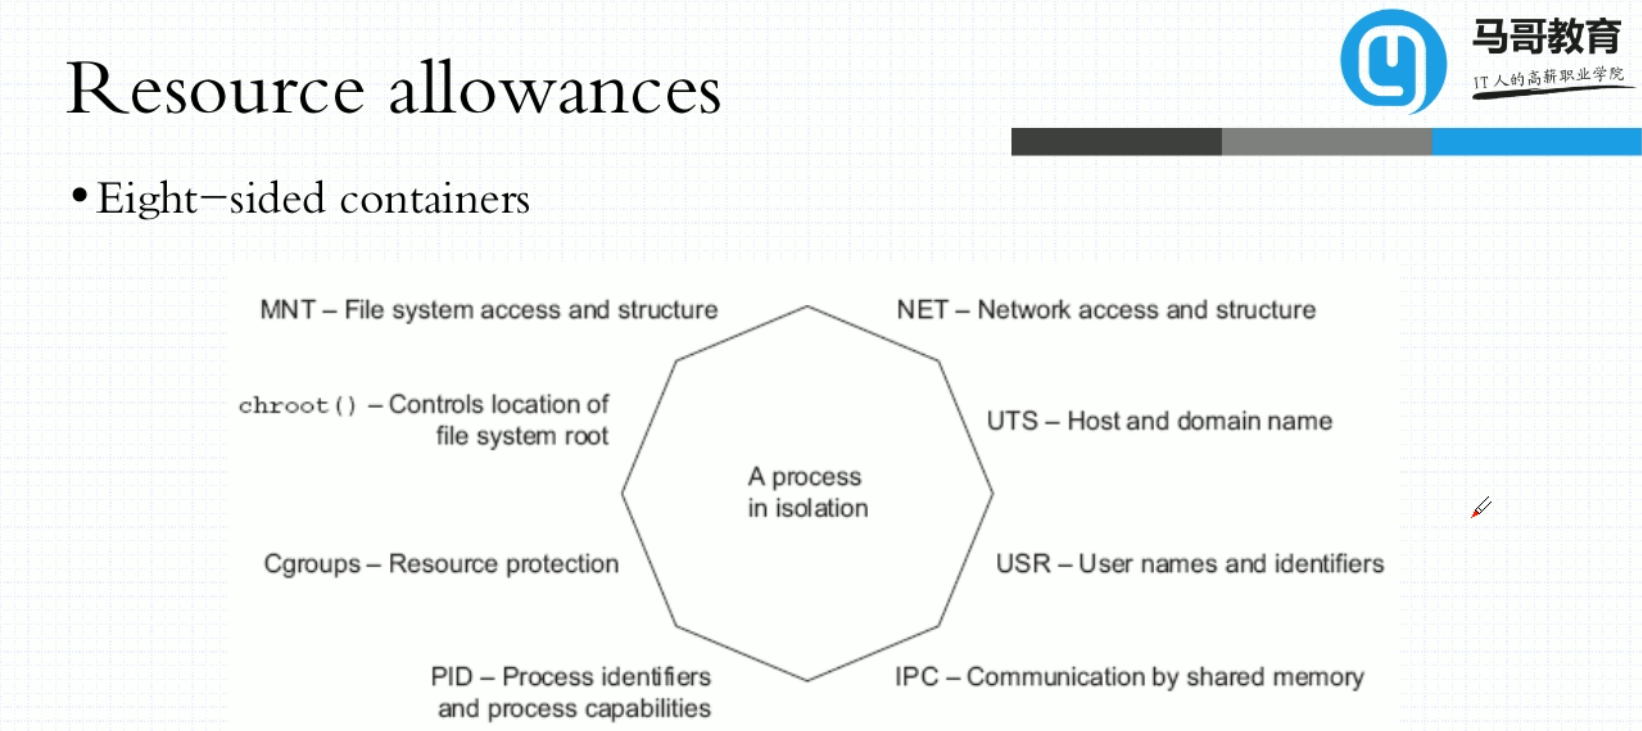 马哥教育
IT人的高薪职业学院
Resource allowances
•Eight−sided containers
MNT – File system access and structure
NET – Network access and structure
chroot() – Controls location of
file system root
UTS – Host and domain name
A process
in isolation
Cgroups – Resource protection
USR – User names and identifiers
PID – Process identifiers
and process capabilities
IPC – Communication by shared memory